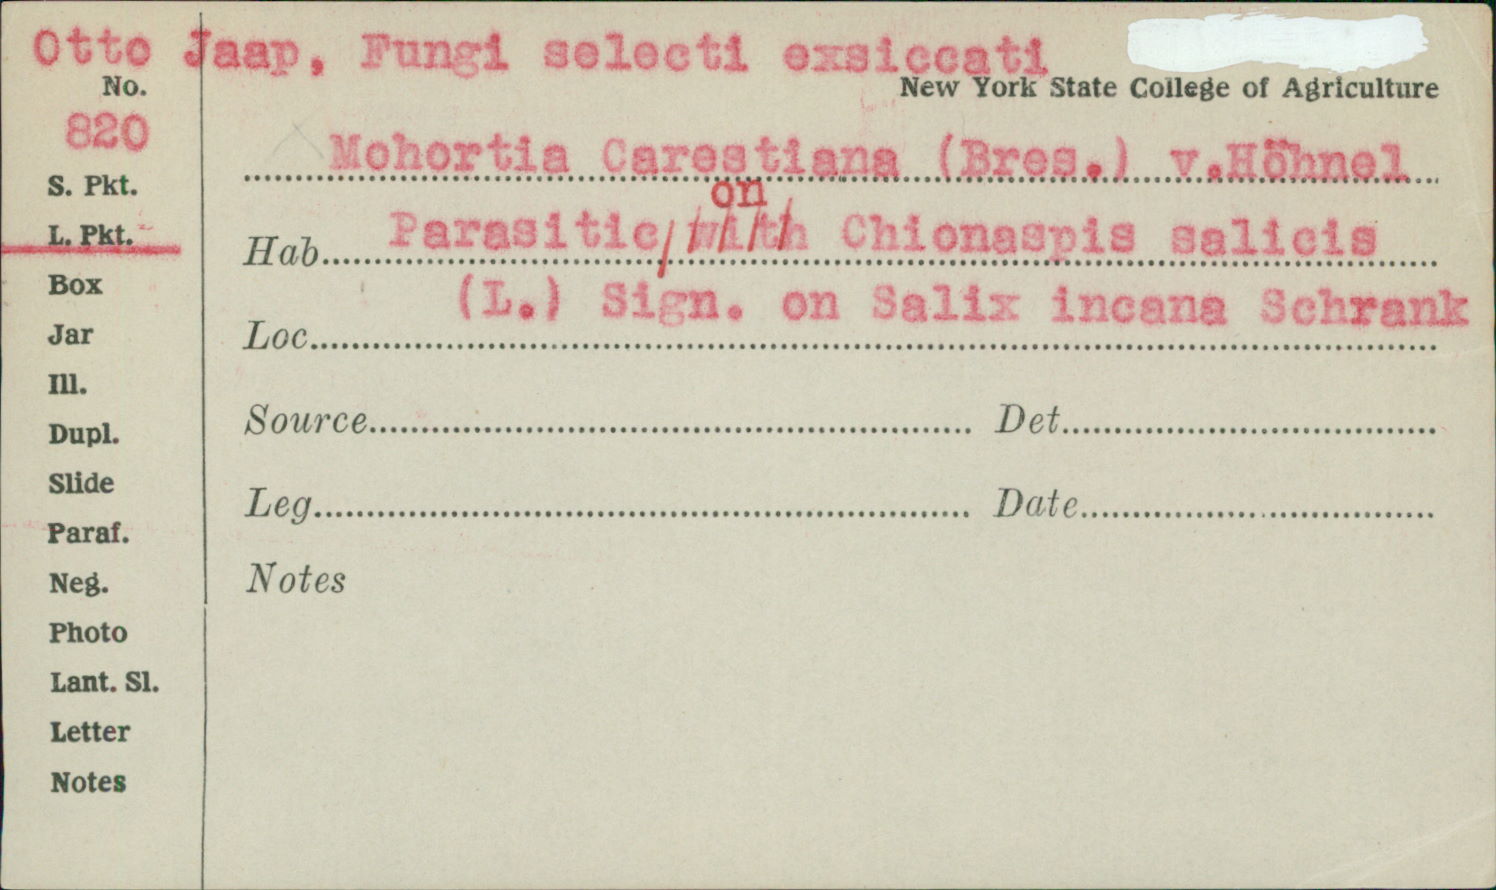 Otto Jaap, Fungi selecti exsiccati
New York State College of Agriculture
No.
820
Mohortia Carestiana (Bres.) v.Höhnel
S. Pkt.
on
L. Pkt.
Hab. Parasitic with Chionaspis salicis
(L.) Sign. on Salix incana Schrank
Box
Jar
Loc.
Ill.
Dupl.
Source Det.
Slide
Leg. Date
Paraf.
Neg.
Notes
Photo
Lant. Sl.
Letter
Notes